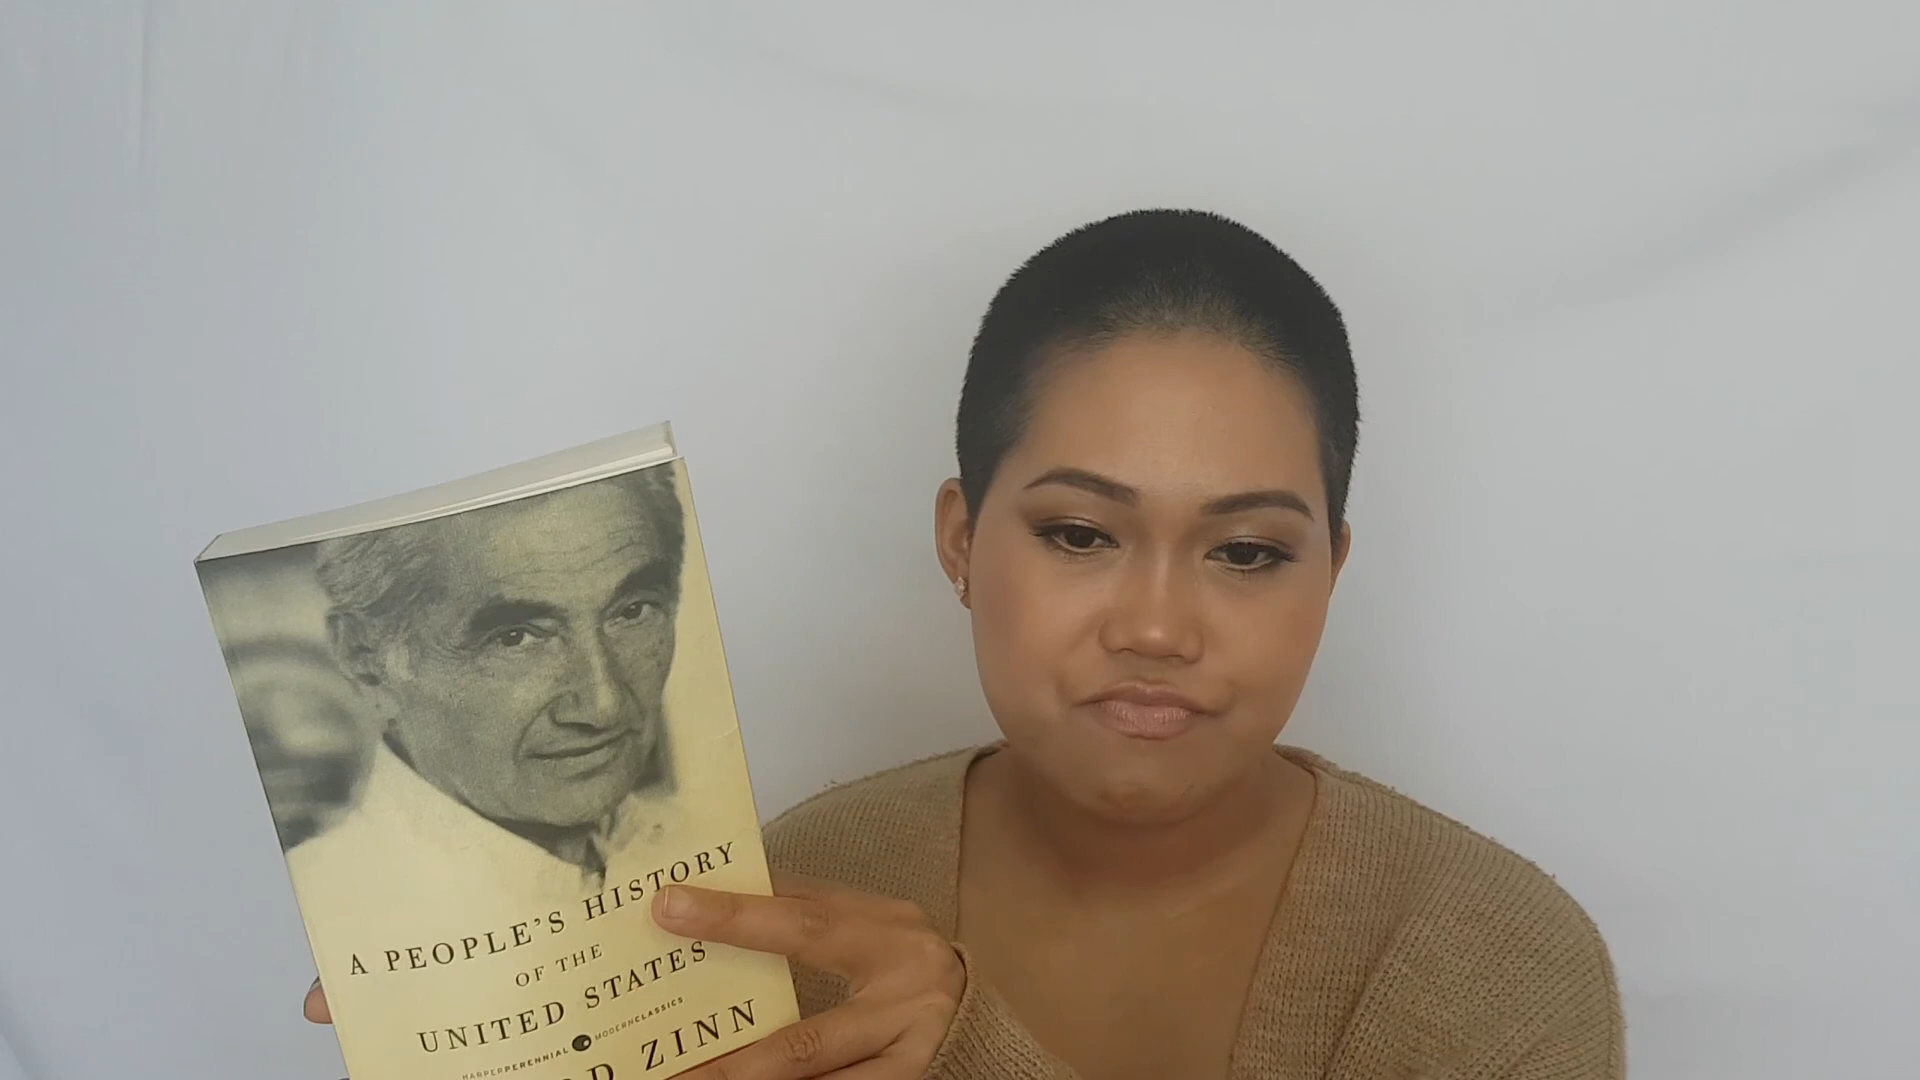 A PEOPLE'S HISTORY
OF THE
UNITED STATES
HARPERPERENNIAL MODERNCLASSICS
ZINN